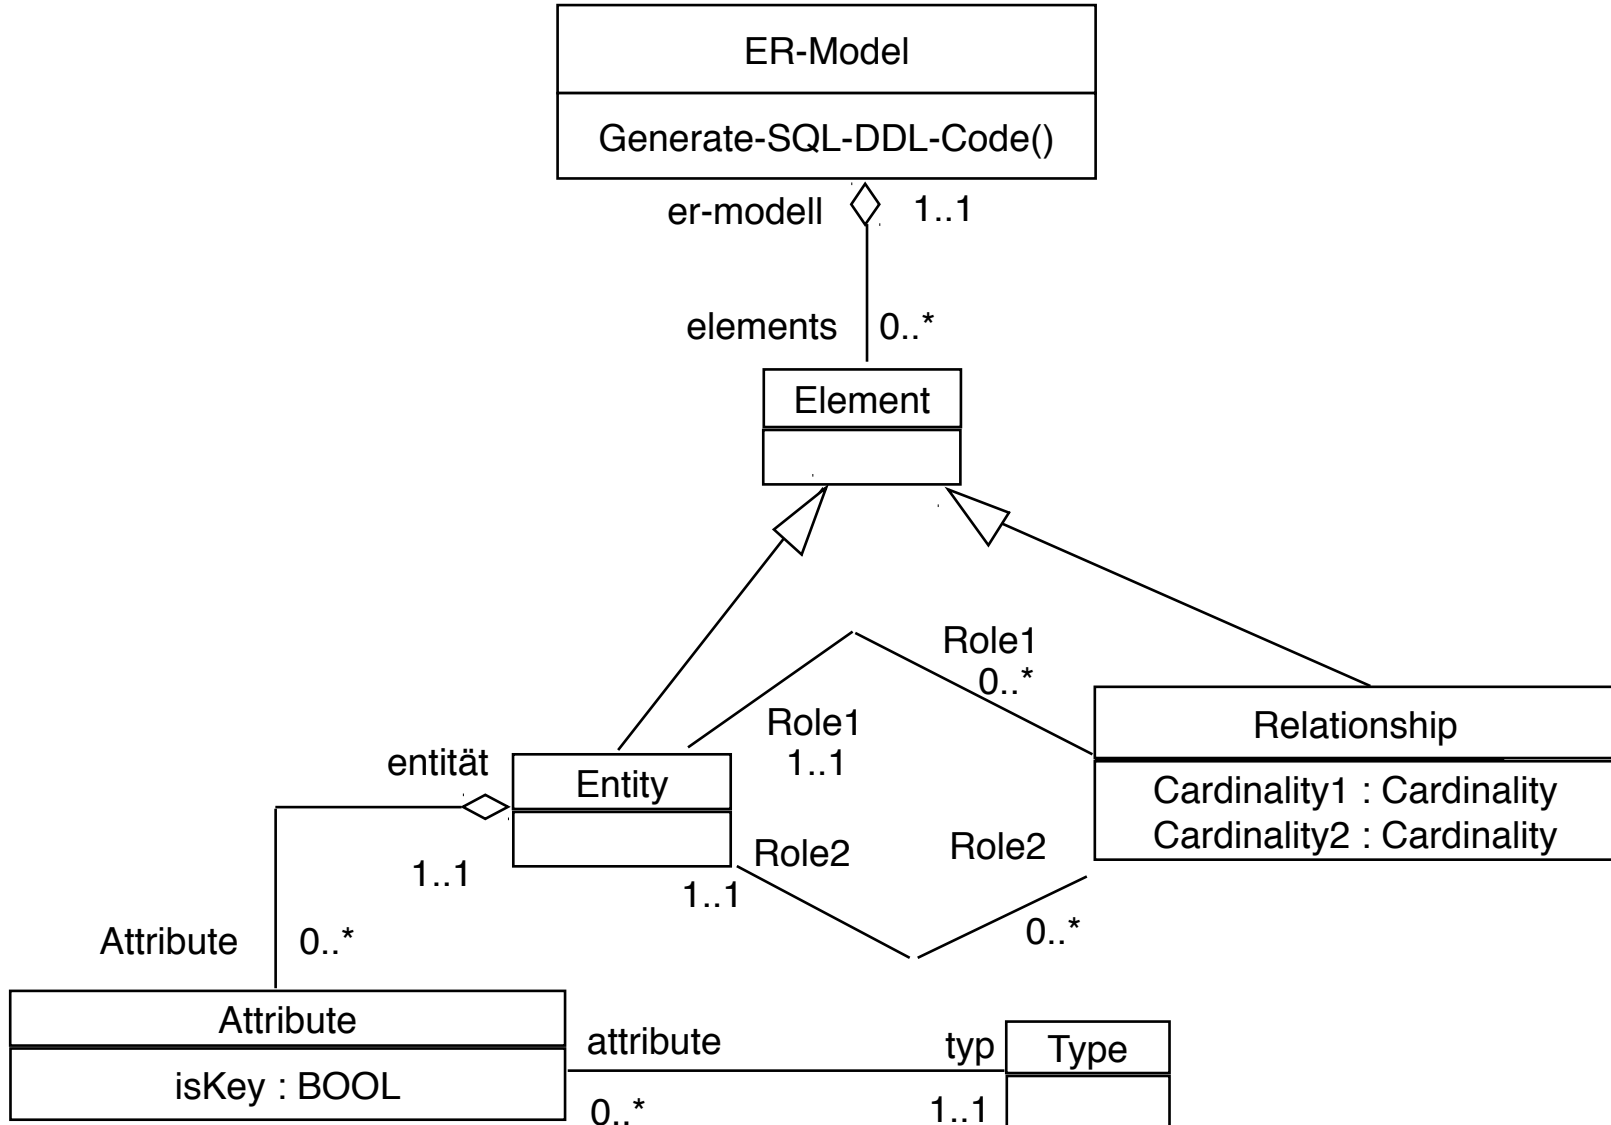 ER-Model
Generate-SQL-DDL-Code()
er-modell 1..1
elements 0..*
Element
Role1
0..*
Role1
1..1
Relationship
Cardinality1 : Cardinality
Cardinality2 : Cardinality
entität
Entity
1..1
Role2
1..1
Role2
0..*
Attribute 0..*
Attribute
isKey : BOOL
attribute
0..*
typ
1..1
Type